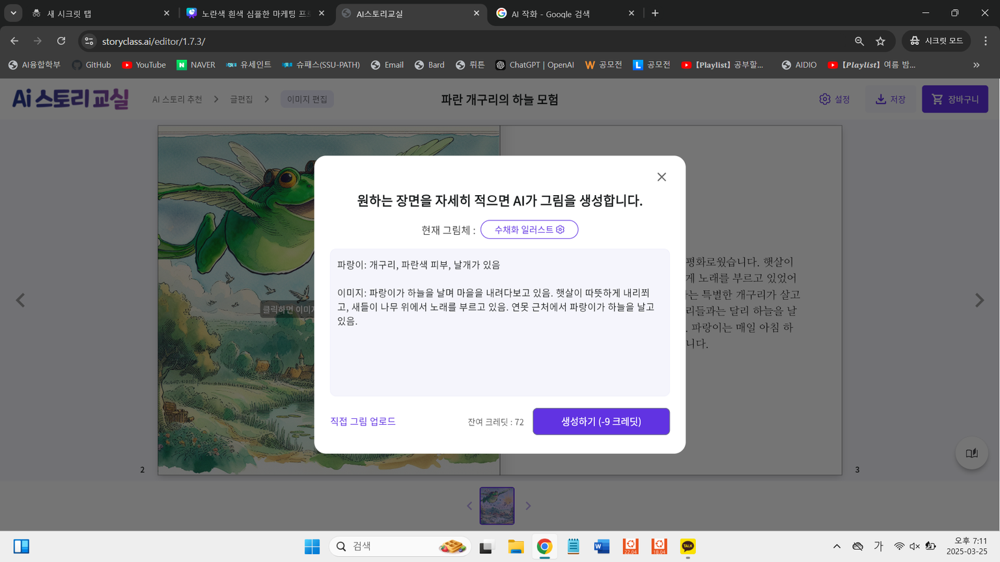 새 시크릿 탭
노란색 흰색 심플한 마케팅 프
AI스토리교실
AI 작화 - Google 검색
storyclass.ai/editor/1.7.3/
시크릿 모드
AI융합학부
GitHub
YouTube
NAVER
유세인트
슈패스(SSU-PATH)
Email
Bard
뤼튼
ChatGPT | OpenAI
공모전
공모전
【Playlist】공부할...
AIDIO
【Playlist】여름 밤...
Ai 스토리교실
AI 스토리 추천
글편집
이미지 편집
파란 개구리의 하늘 모험
설정
저장
장바구니
원하는 장면을 자세히 적으면 AI가 그림을 생성합니다.
현재 그림체 :
수채화 일러스트
파랑이: 개구리, 파란색 피부, 날개가 있음
이미지: 파랑이가 하늘을 날며 마을을 내려다보고 있음. 햇살이 따뜻하게 내리쬐
고, 새들이 나무 위에서 노래를 부르고 있음. 연못 근처에서 파랑이가 하늘을 날고
있음.
직접 그림 업로드
잔여 크레딧 : 72
생성하기 (-9 크레딧)
클릭하면 이미지
평화로웠습니다. 햇살이
게 노래를 부르고 있었어
는 특별한 개구리가 살고
리들과는 달리 하늘을 날
. 파랑이는 매일 아침 하
니다.
2
3
검색
22.04
18.04
TALK
가
오후 7:11
2025-03-25